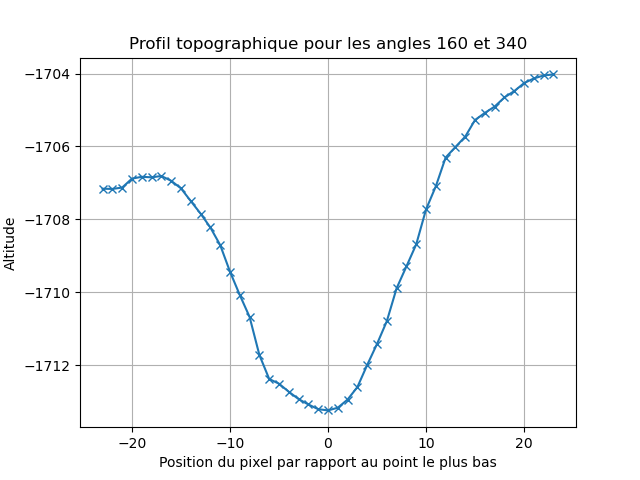 Profil topographique pour les angles 160 et 340
−1704
−1706
−1708
−1710
−1712
Altitude
−20 −10 0 10 20
Position du pixel par rapport au point le plus bas